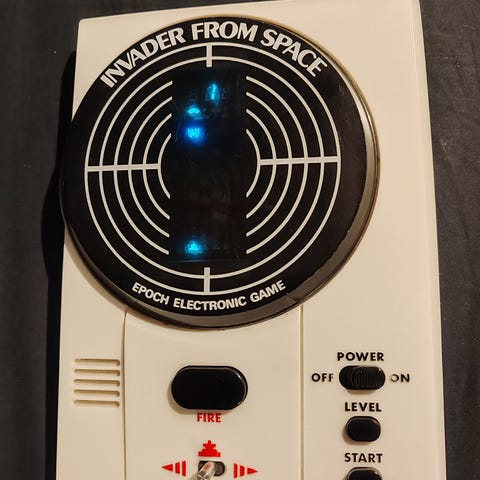 INVADER FROM SPACE
EPOCH ELECTRONIC GAME
POWER
OFF ON
FIRE
LEVEL
START